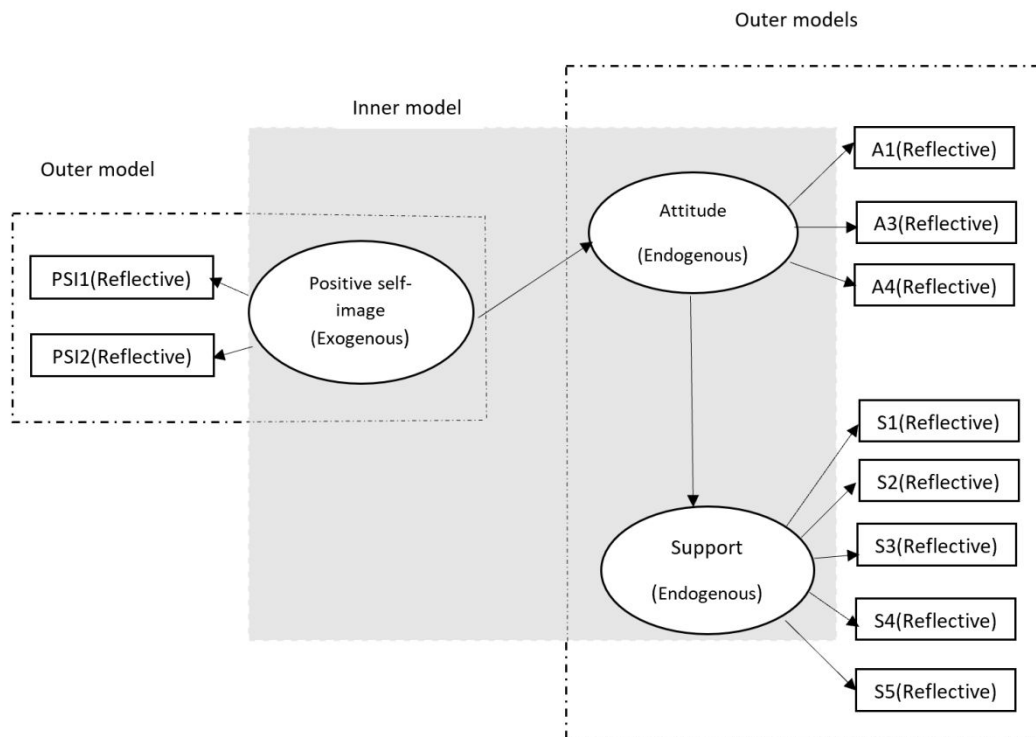 Outer models
Inner model
Outer model
PSI1(Reflective)
PSI2(Reflective)
Positive self-
image
(Exogenous)
Attitude
(Endogenous)
A1(Reflective)
A3(Reflective)
A4(Reflective)
Support
(Endogenous)
S1(Reflective)
S2(Reflective)
S3(Reflective)
S4(Reflective)
S5(Reflective)